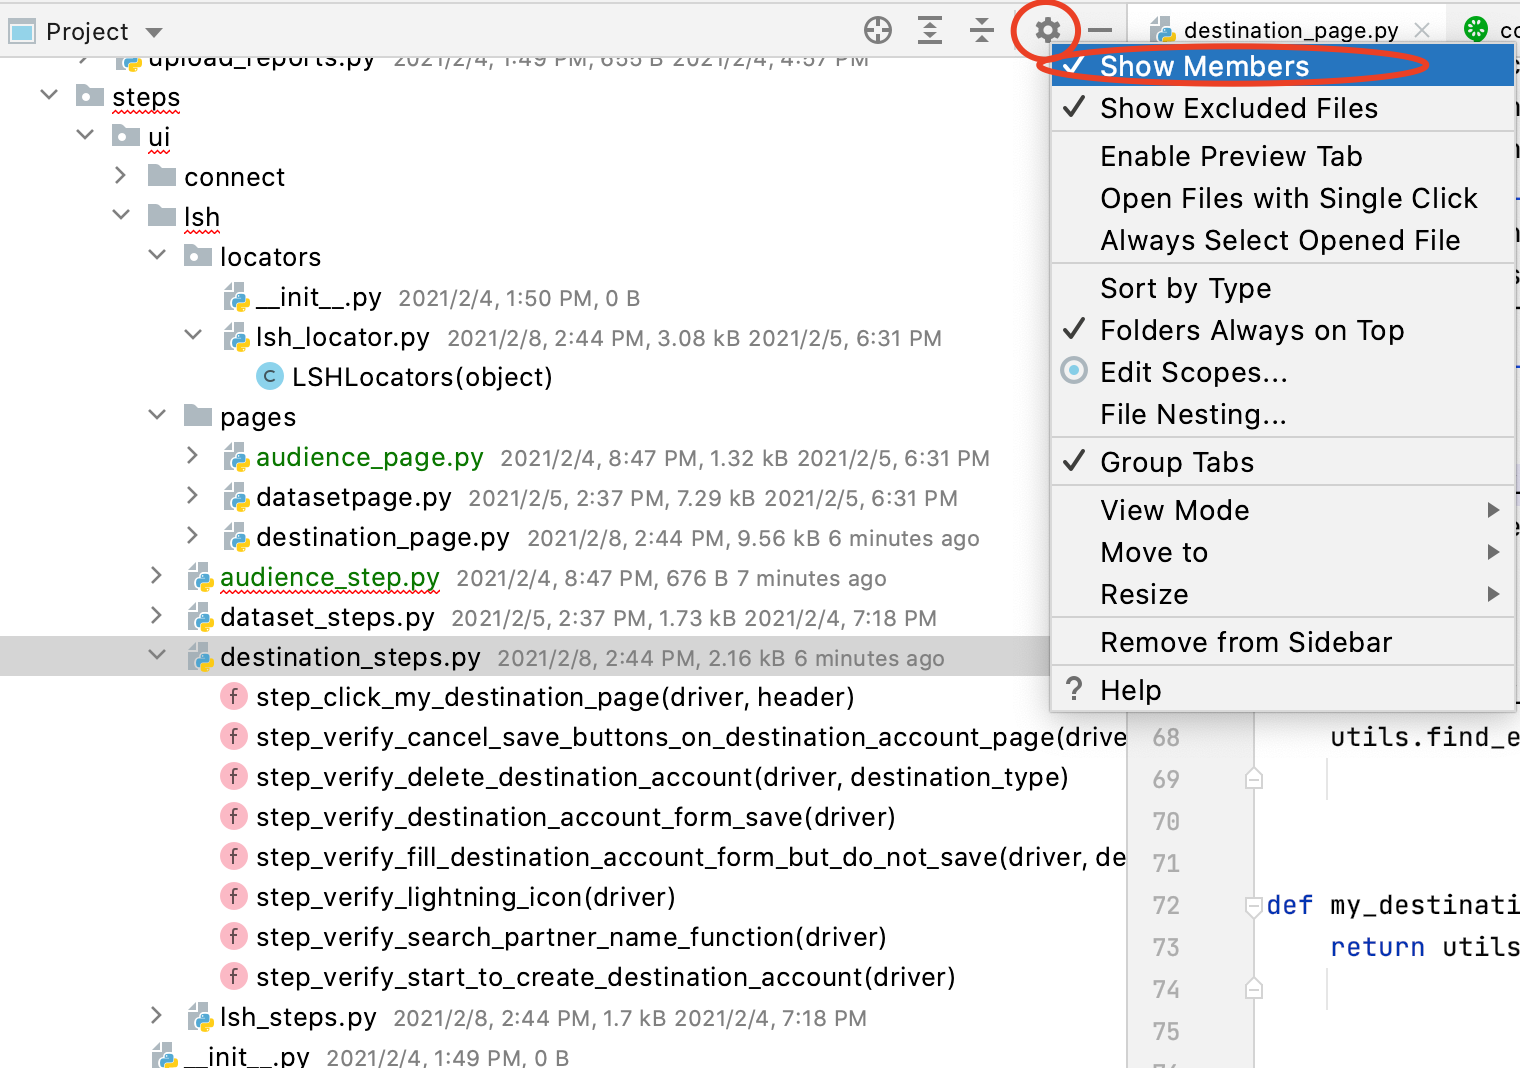 Project
destination_page.py
upload_reports.py 2021/2/4, 1:49 PM, 655 B 2021/2/4, 4:57 PM
steps
ui
connect
lsh
locators
__init__.py 2021/2/4, 1:50 PM, 0 B
lsh_locator.py 2021/2/8, 2:44 PM, 3.08 kB 2021/2/5, 6:31 PM
C LSHLocators(object)
pages
audience_page.py 2021/2/4, 8:47 PM, 1.32 kB 2021/2/5, 6:31 PM
datasetpage.py 2021/2/5, 2:37 PM, 7.29 kB 2021/2/5, 6:31 PM
destination_page.py 2021/2/8, 2:44 PM, 9.56 kB 6 minutes ago
audience_step.py 2021/2/4, 8:47 PM, 676 B 7 minutes ago
dataset_steps.py 2021/2/5, 2:37 PM, 1.73 kB 2021/2/4, 7:18 PM
destination_steps.py 2021/2/8, 2:44 PM, 2.16 kB 6 minutes ago
f step_click_my_destination_page(driver, header)
f step_verify_cancel_save_buttons_on_destination_account_page(drive
f step_verify_delete_destination_account(driver, destination_type)
f step_verify_destination_account_form_save(driver)
f step_verify_fill_destination_account_form_but_do_not_save(driver, de
f step_verify_lightning_icon(driver)
f step_verify_search_partner_name_function(driver)
f step_verify_start_to_create_destination_account(driver)
lsh_steps.py 2021/2/8, 2:44 PM, 1.7 kB 2021/2/4, 7:18 PM
__init__.py 2021/2/4, 1:49 PM, 0 B
Show Members
Show Excluded Files
Enable Preview Tab
Open Files with Single Click
Always Select Opened File
Sort by Type
Folders Always on Top
Edit Scopes...
File Nesting...
Group Tabs
View Mode
Move to
Resize
Remove from Sidebar
? Help
68 utils.find_e
69
70
71
72 def my_destinati
73 return utils
74
75